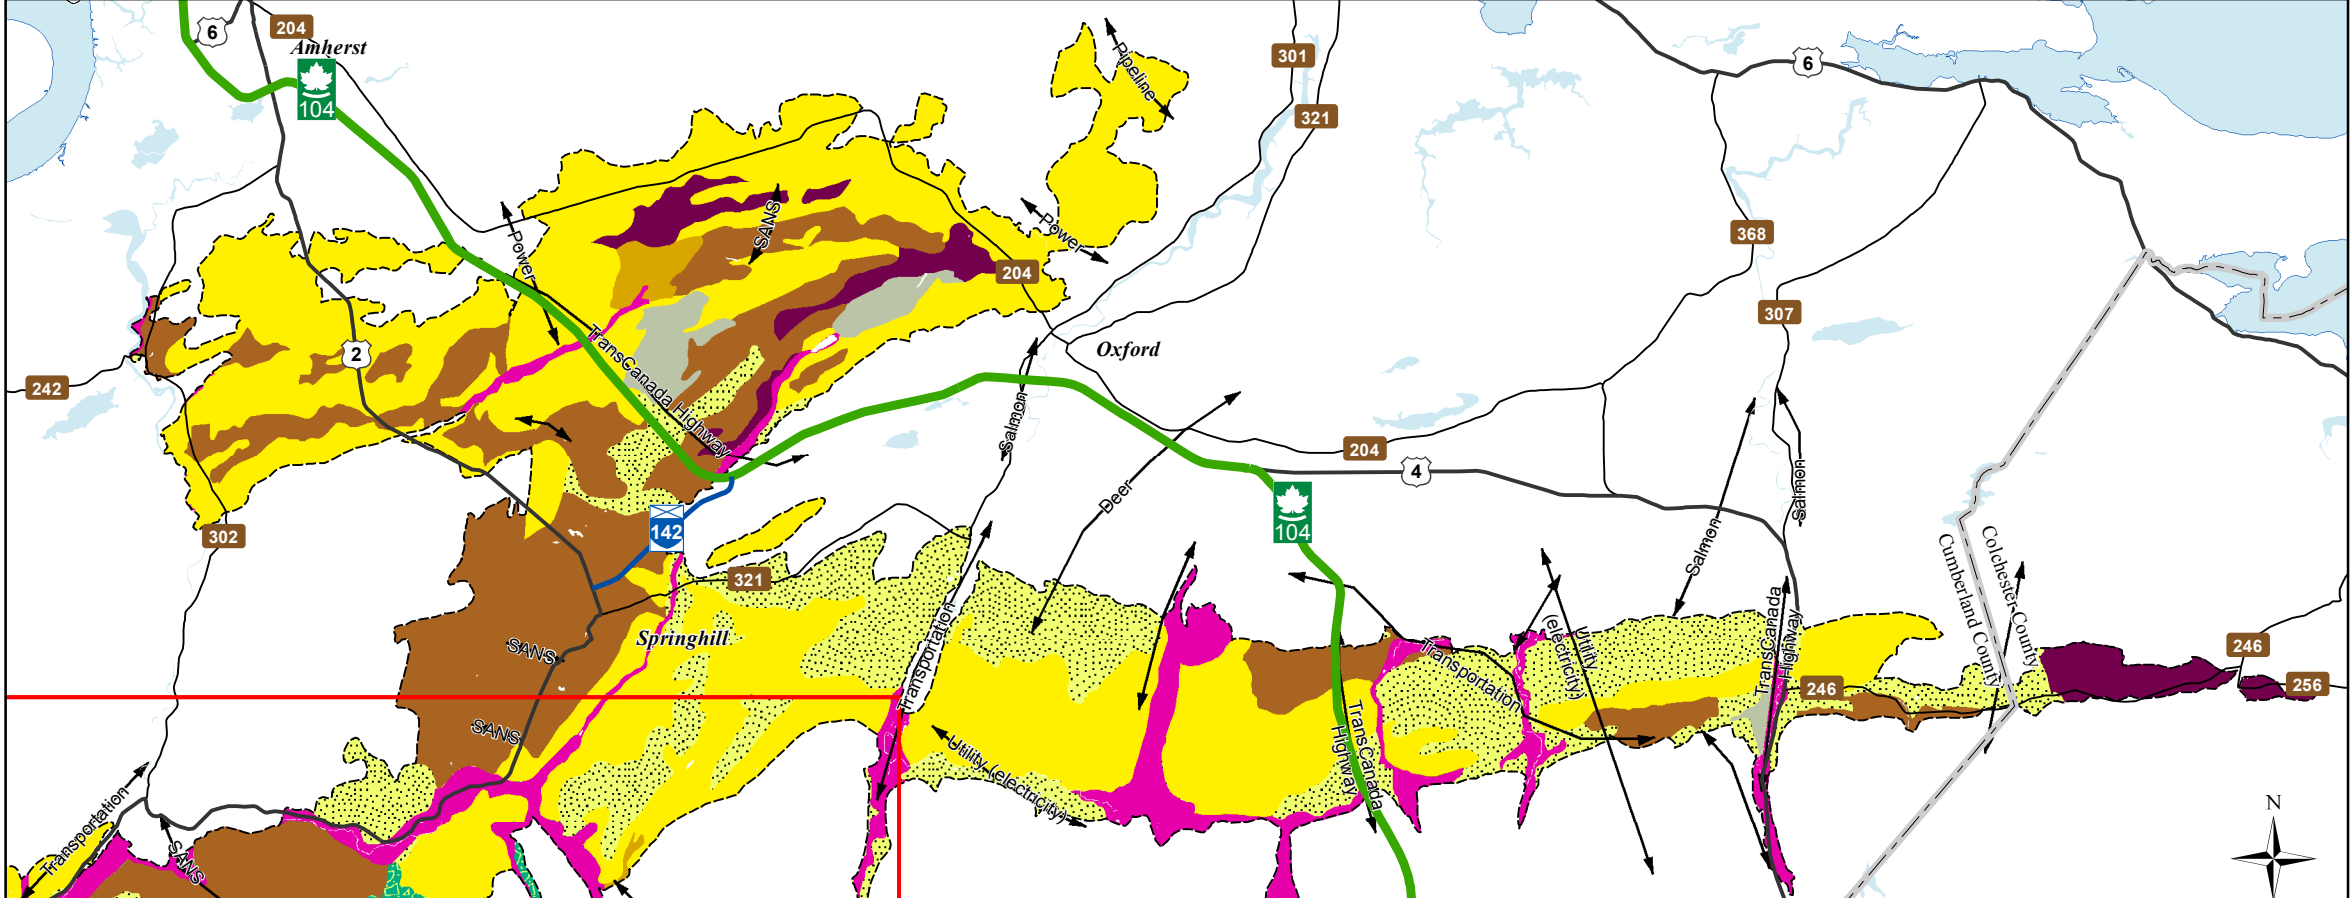 6
204
Amherst
104
Pipeline
301
321
6
SANS
Power
Power
204
368
307
2
TransCanada Highway
Oxford
242
Salmon
204
4
Deer
Salmon
Salmon
302
142
104
Colchester County
Cumberland County
321
Springhill
SANS
Transportation
Utility
(electricity)
TransCanada
Highway
246
256
Transportation
246
SANS
Utility (electricity)
TransCanada
Highway
Transportation
SANS
N